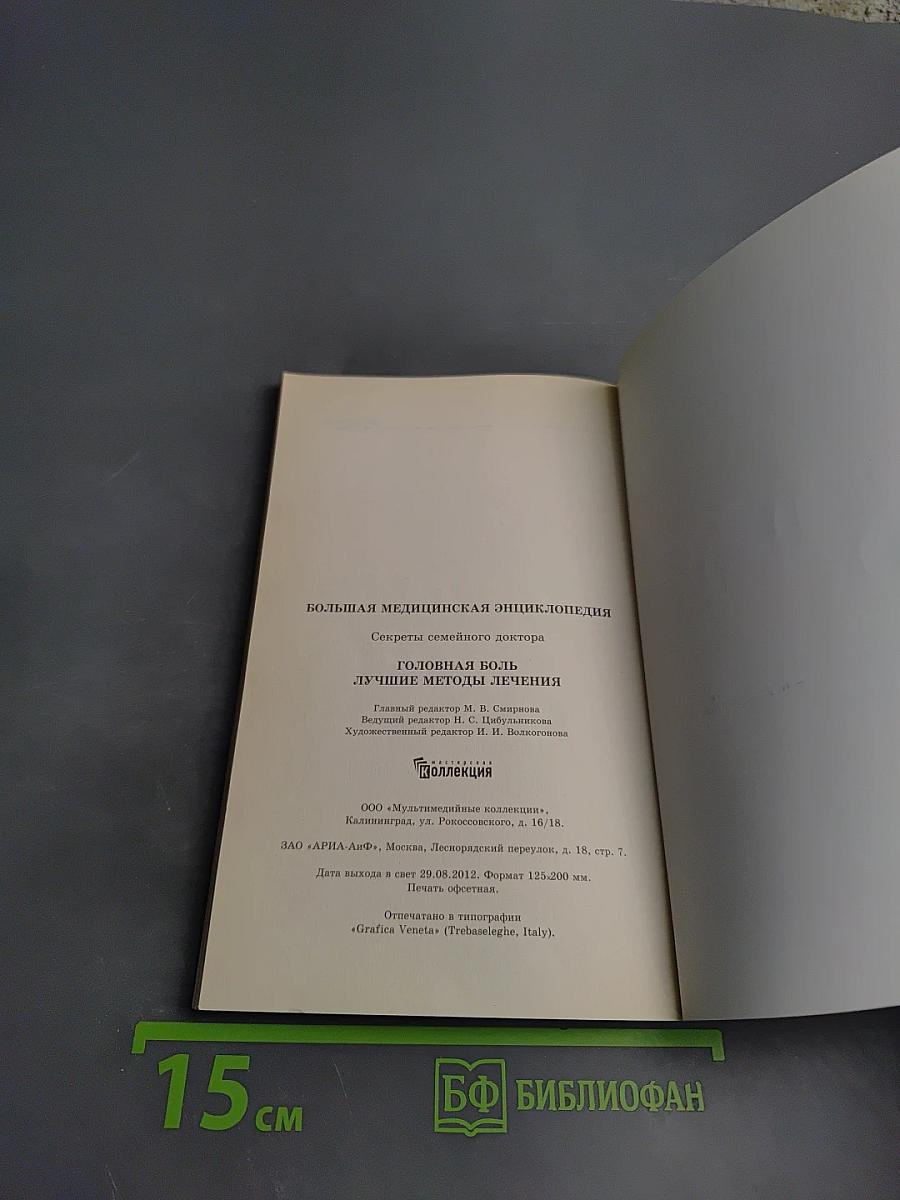 БОЛЬШАЯ МЕДИЦИНСКАЯ ЭНЦИКЛОПЕДИЯ
Секреты семейного доктора
ГОЛОВНАЯ БОЛЬ
ЛУЧШИЕ МЕТОДЫ ЛЕЧЕНИЯ
Главный редактор М. В. Смирнова
Ведущий редактор Н. С. Цибульникова
Художественный редактор И. И. Волкогонова
мастерская
Коллекция
ООО «Мультимедийные коллекции»,
Калининград, ул. Рокоссовского, д. 16/18.
ЗАО «АРИА-АиФ», Москва, Леснорядский переулок, д. 18, стр. 7.
Дата выхода в свет 29.08.2012. Формат 125х200 мм.
Печать офсетная.
Отпечатано в типографии
«Grafica Veneta» (Trebaseleghe, Italy).
15 см
БФ БИБЛИОФАН